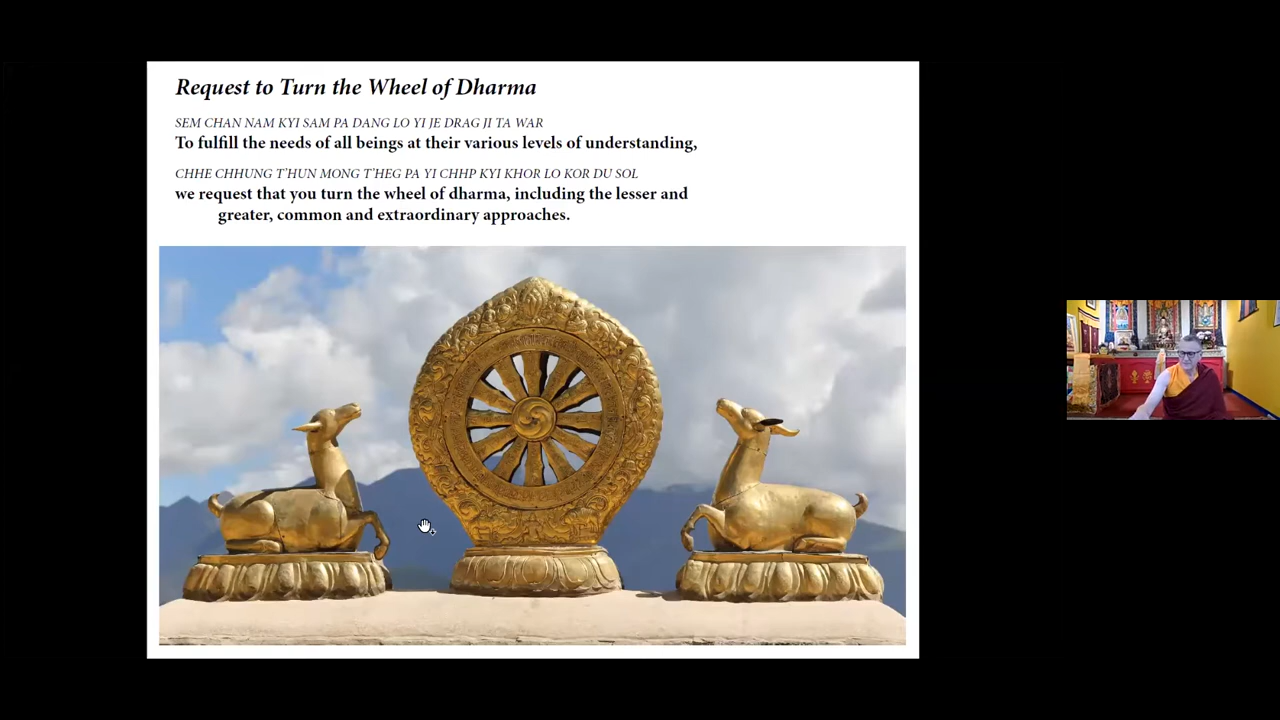 Request to Turn the Wheel of Dharma
SEM CHAN NAM KYI SAM PA DANG LO YI JE DRAG JI TA WAR
To fulfill the needs of all beings at their various levels of understanding,
CHHE CHHUNG T'HUN MONG T'HEG PA YI CHHP KYI KHOR LO KOR DU SOL
we request that you turn the wheel of dharma, including the lesser and
greater, common and extraordinary approaches.